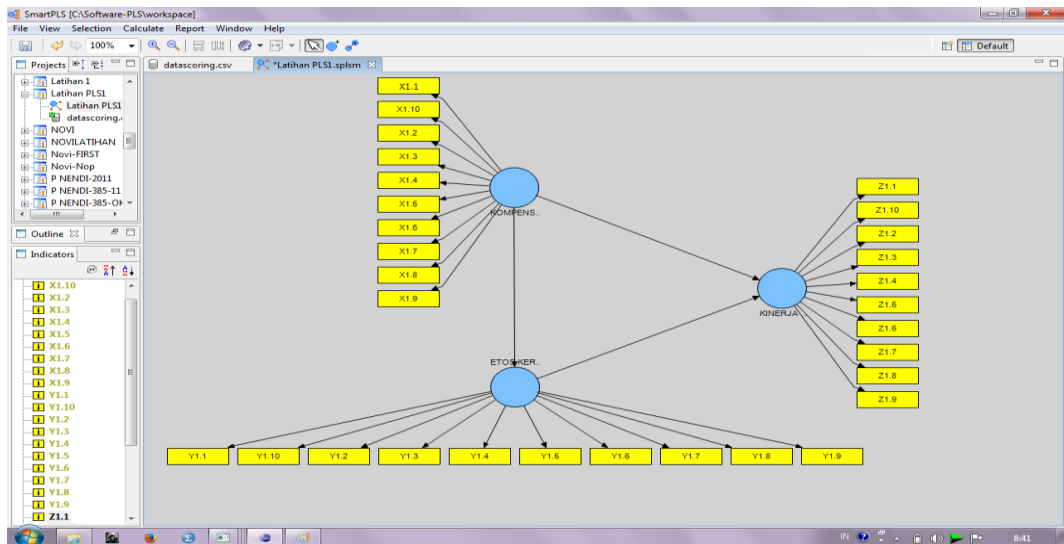 SmartPLS [C:\Software-PLS\workspace]
File View Selection Calculate Report Window Help
100%
Default
Projects
datascoring.csv
*Latihan PLS1.splsm
Latihan 1
Latihan PLS1
Latihan PLS1
datascoring.
NOVI
NOVILATIHAN
Novi-FIRST
Novi-Nop
P NENDI-2011
P NENDI-385-11
P NENDI-385-OK
Outline
Indicators
X1.10
X1.2
X1.3
X1.4
X1.5
X1.6
X1.7
X1.8
X1.9
Y1.1
Y1.10
Y1.2
Y1.3
Y1.4
Y1.5
Y1.6
Y1.7
Y1.8
Y1.9
Z1.1
X1.1
X1.10
X1.2
X1.3
X1.4
X1.5
X1.6
X1.7
X1.8
X1.9
KOMPENS..
Z1.1
Z1.10
Z1.2
Z1.3
Z1.4
Z1.5
Z1.6
Z1.7
Z1.8
Z1.9
KINERJA ..
ETOS KER..
Y1.1 Y1.10 Y1.2 Y1.3 Y1.4 Y1.5 Y1.6 Y1.7 Y1.8 Y1.9
IN 8:41